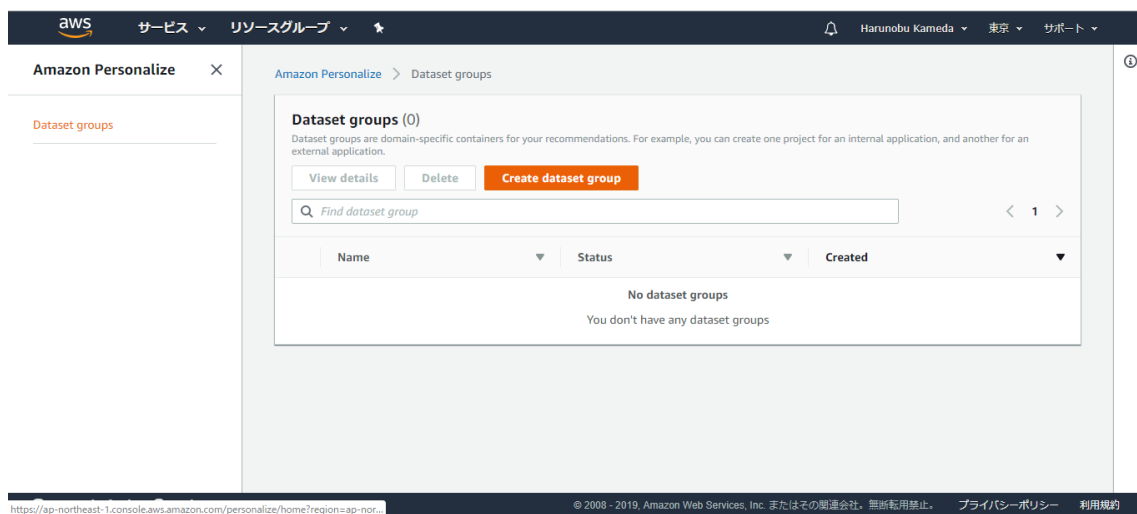 aws サービス リソースグループ Harunobu Kameda 東京 サポート
Amazon Personalize
Dataset groups
Amazon Personalize Dataset groups
Dataset groups (0)
Dataset groups are domain-specific containers for your recommendations. For example, you can create one project for an internal application, and another for an
external application.
View details Delete Create dataset group
Find dataset group
1
Name Status Created
No dataset groups
You don't have any dataset groups
© 2008 - 2019, Amazon Web Services, Inc. またはその関連会社。無断転用禁止。 プライバシーポリシー 利用規約
https://ap-northeast-1.console.aws.amazon.com/personalize/home?region=ap-nor...